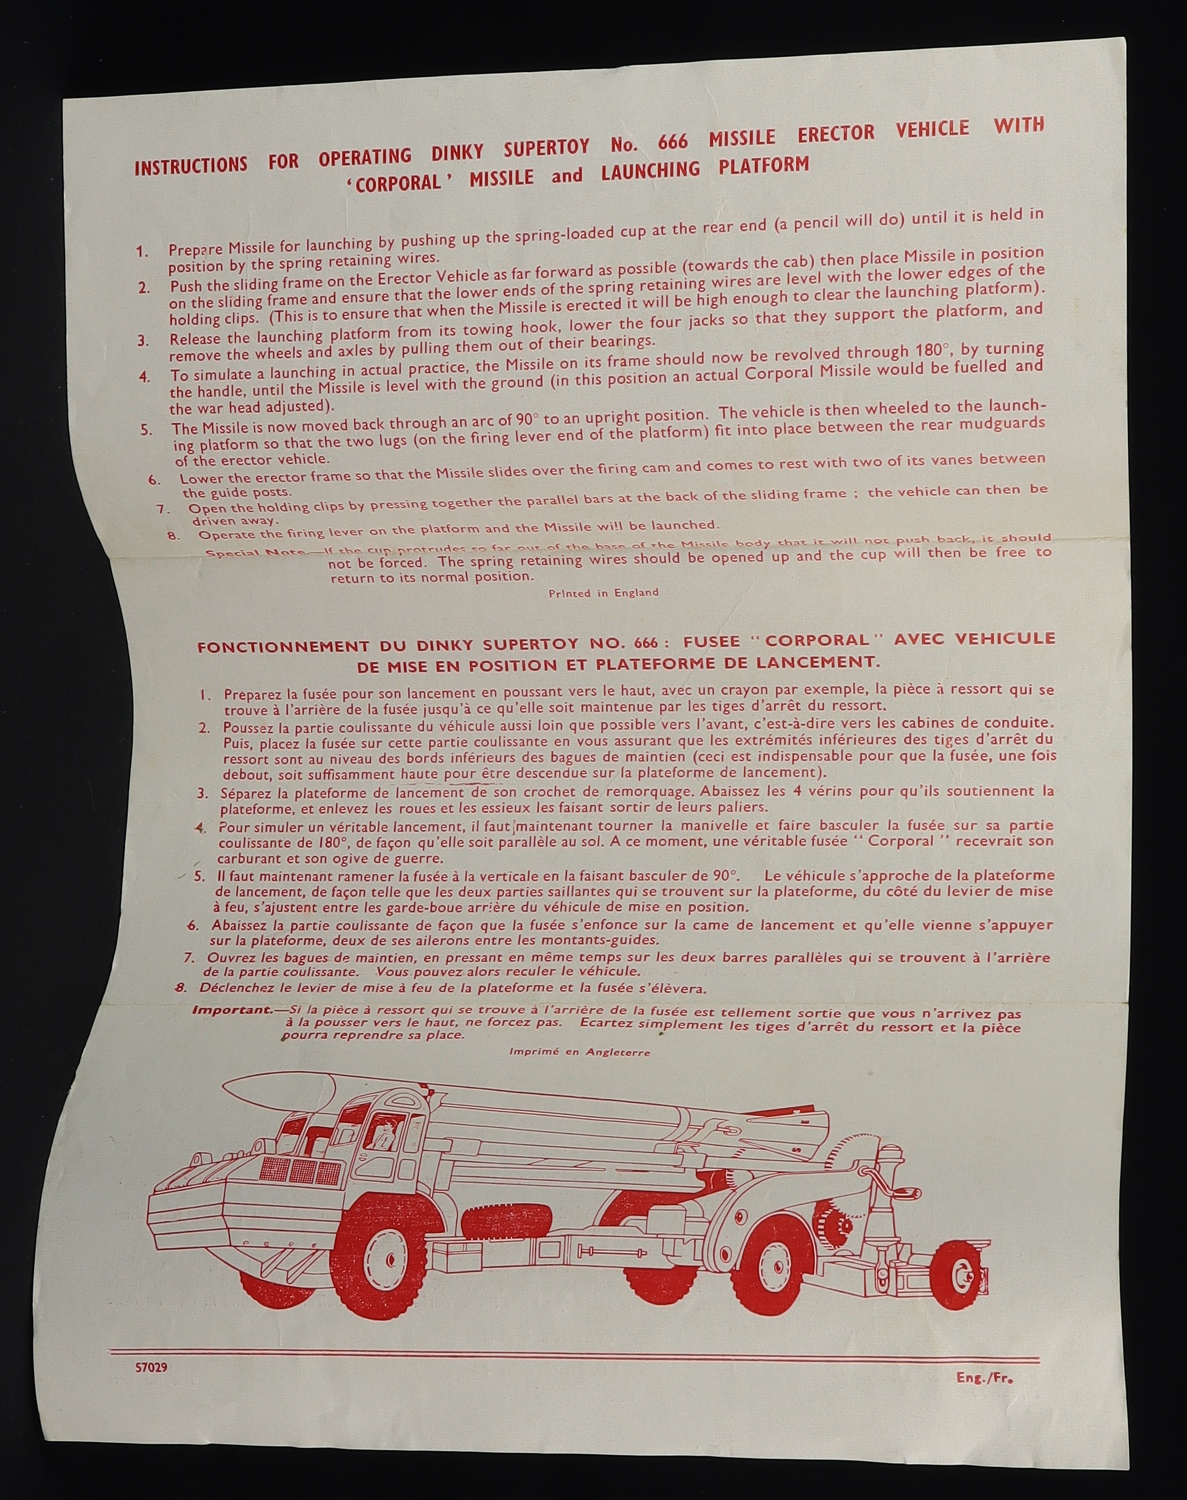 INSTRUCTIONS FOR OPERATING DINKY SUPERTOY No. 666 MISSILE ERECTOR VEHICLE WITH
‘CORPORAL’ MISSILE and LAUNCHING PLATFORM
1. Prepare Missile for launching by pushing up the spring-loaded cup at the rear end (a pencil will do) until it is held in
position by the spring retaining wires.
2. Push the sliding frame on the Erector Vehicle as far forward as possible (towards the cab) then place Missile in position
on the sliding frame and ensure that the lower ends of the spring retaining wires are level with the lower edges of the
holding clips. (This is to ensure that when the Missile is erected it will be high enough to clear the launching platform).
3. Release the launching platform from its towing hook, lower the four jacks so that they support the platform, and
remove the wheels and axles by pulling them out of their bearings.
4. To simulate a launching in actual practice, the Missile on its frame should now be revolved through 180°, by turning
the handle, until the Missile is level with the ground (in this position an actual Corporal Missile would be fuelled and
the war head adjusted).
5. The Missile is now moved back through an arc of 90° to an upright position. The vehicle is then wheeled to the launch-
ing platform so that the two lugs (on the firing lever end of the platform) fit into place between the rear mudguards
of the erector vehicle.
6. Lower the erector frame so that the Missile slides over the firing cam and comes to rest with two of its vanes between
the guide posts.
7. Open the holding clips by pressing together the parallel bars at the back of the sliding frame ; the vehicle can then be
driven away.
8. Operate the firing lever on the platform and the Missile will be launched.
Special Note.—If the cup protrudes so far out of the base of the Missile body that it will not push back, it should
not be forced. The spring retaining wires should be opened up and the cup will then be free to
return to its normal position.
Printed in England
FONCTIONNEMENT DU DINKY SUPERTOY NO. 666 : FUSEE “CORPORAL” AVEC VEHICULE
DE MISE EN POSITION ET PLATEFORME DE LANCEMENT.
1. Préparez la fusée pour son lancement en poussant vers le haut, avec un crayon par exemple, la pièce à ressort qui se
trouve à l'arrière de la fusée jusqu'à ce qu'elle soit maintenue par les tiges d'arrêt du ressort.
2. Poussez la partie coulissante du véhicule aussi loin que possible vers l'avant, c'est-à-dire vers les cabines de conduite.
Puis, placez la fusée sur cette partie coulissante en vous assurant que les extrémités inférieures des tiges d'arrêt du
ressort sont au niveau des bords inférieurs des bagues de maintien (ceci est indispensable pour que la fusée, une fois
debout, soit suffisamment haute pour être descendue sur la plateforme de lancement).
3. Séparez la plateforme de lancement de son crochet de remorquage. Abaissez les 4 vérins pour qu'ils soutiennent la
plateforme, et enlevez les roues et les essieux les faisant sortir de leurs paliers.
4. Pour simuler un véritable lancement, il faut maintenant tourner la manivelle et faire basculer la fusée sur sa partie
coulissante de 180°, de façon qu'elle soit parallèle au sol. A ce moment, une véritable fusée “ Corporal ” recevrait son
carburant et son ogive de guerre.
5. Il faut maintenant ramener la fusée à la verticale en la faisant basculer de 90°. Le véhicule s'approche de la plateforme
de lancement, de façon telle que les deux parties saillantes qui se trouvent sur la plateforme, du côté du levier de mise
à feu, s'ajustent entre les garde-boue arrière du véhicule de mise en position.
6. Abaissez la partie coulissante de façon que la fusée s'enfonce sur la came de lancement et qu'elle vienne s'appuyer
sur la plateforme, deux de ses ailerons entre les montants-guides.
7. Ouvrez les bagues de maintien, en pressant en même temps sur les deux barres parallèles qui se trouvent à l'arrière
de la partie coulissante. Vous pouvez alors reculer le véhicule.
8. Déclenchez le levier de mise à feu de la plateforme et la fusée s'élèvera.
Important.—Si la pièce à ressort qui se trouve à l'arrière de la fusée est tellement sortie que vous n'arrivez pas
à la pousser vers le haut, ne forcez pas. Ecartez simplement les tiges d'arrêt du ressort et la pièce
pourra reprendre sa place.
Imprimé en Angleterre
57029
Eng./Fr.